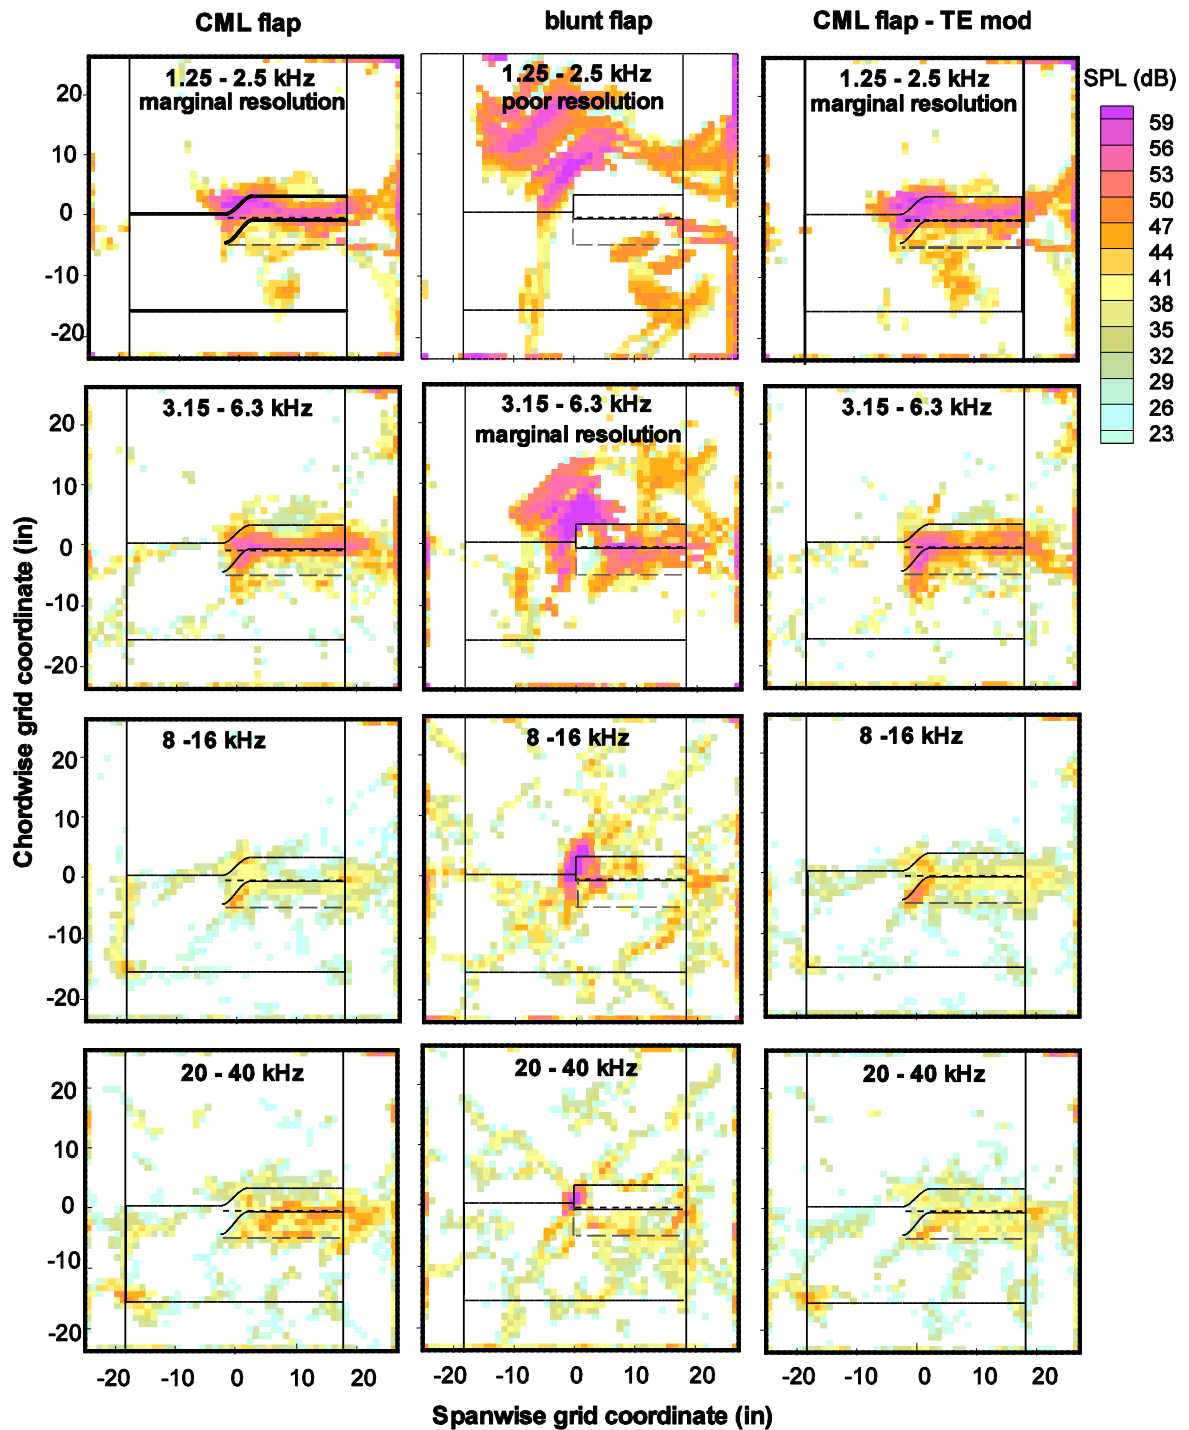 CML flap
blunt flap
CML flap - TE mod
1.25 - 2.5 kHz
marginal resolution
1.25 - 2.5 kHz
poor resolution
1.25 - 2.5 kHz
marginal resolution
SPL (dB)
59
56
53
50
47
44
41
38
35
32
29
26
23
20
10
0
-10
-20
3.15 - 6.3 kHz
3.15 - 6.3 kHz
marginal resolution
3.15 - 6.3 kHz
20
10
0
-10
-20
Chordwise grid coordinate (in)
8 -16 kHz
8 -16 kHz
8 -16 kHz
20
10
0
-10
-20
20 - 40 kHz
20 - 40 kHz
20 - 40 kHz
20
10
0
-10
-20
-20 -10 0 10 20
-20 -10 0 10 20
-20 -10 0 10 20
Spanwise grid coordinate (in)